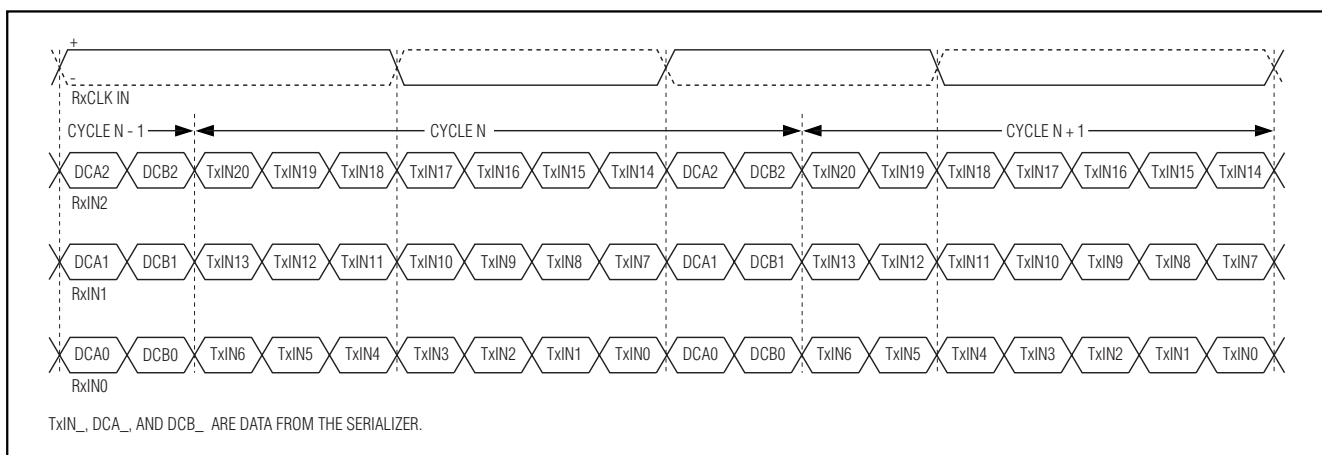 +
-
RxCLK IN
CYCLE N - 1 CYCLE N CYCLE N + 1
DCA2 DCB2 TxIN20 TxIN19 TxIN18 TxIN17 TxIN16 TxIN15 TxIN14 DCA2 DCB2 TxIN20 TxIN19 TxIN18 TxIN17 TxIN16 TxIN15 TxIN14
RxIN2
DCA1 DCB1 TxIN13 TxIN12 TxIN11 TxIN10 TxIN9 TxIN8 TxIN7 DCA1 DCB1 TxIN13 TxIN12 TxIN11 TxIN10 TxIN9 TxIN8 TxIN7
RxIN1
DCA0 DCB0 TxIN6 TxIN5 TxIN4 TxIN3 TxIN2 TxIN1 TxIN0 DCA0 DCB0 TxIN6 TxIN5 TxIN4 TxIN3 TxIN2 TxIN1 TxIN0
RxIN0
TxIN_, DCA_, AND DCB_ ARE DATA FROM THE SERIALIZER.